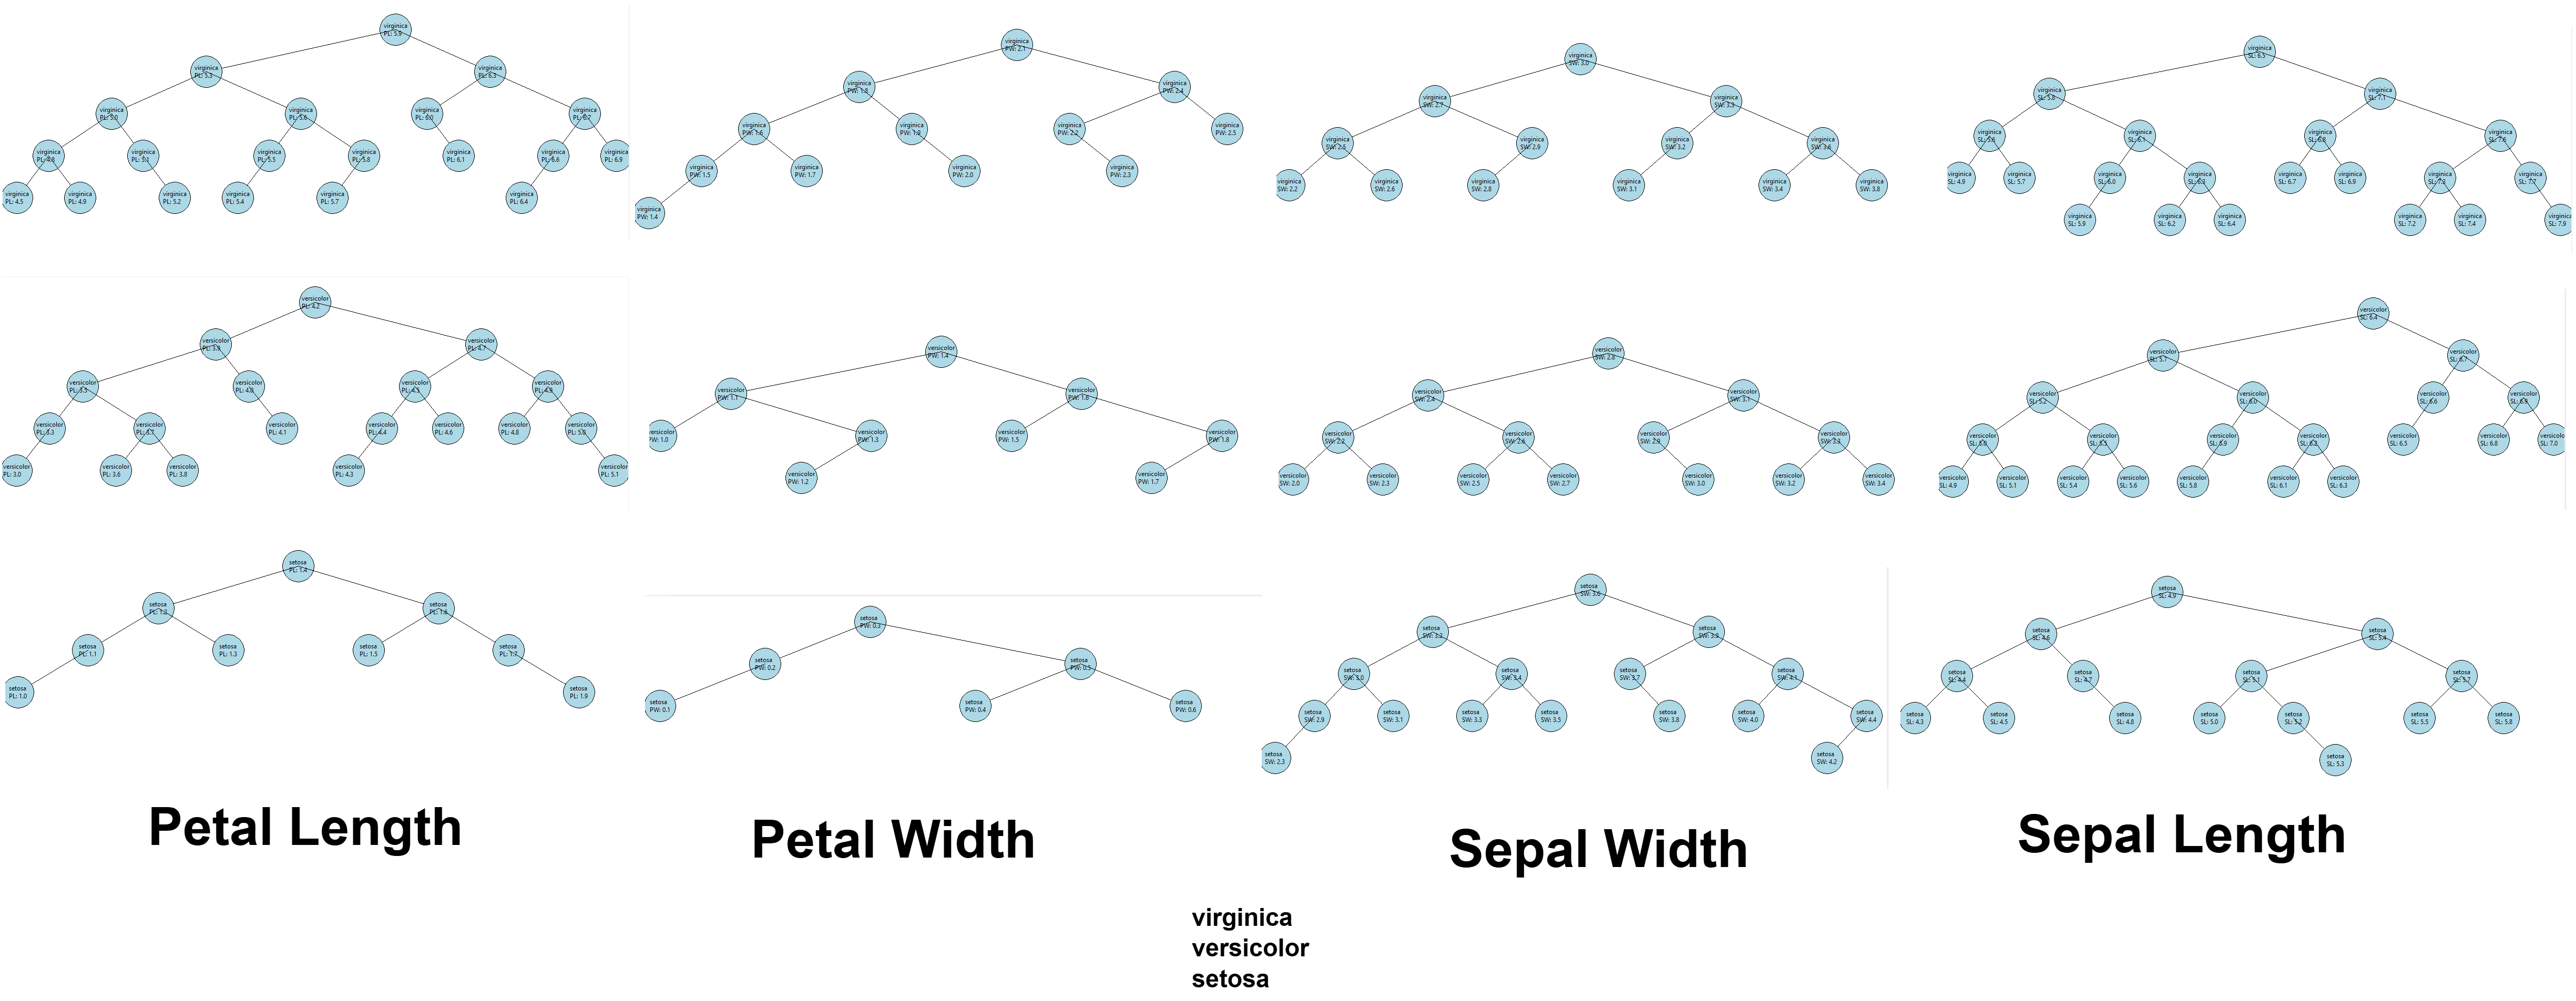 virginica
PL: 5.9
virginica virginica
PL: 5.3 PL: 6.3
virginica virginica virginica virginica
PL: 5.0 PL: 5.6 PL: 6.0 PL: 6.7
virginica virginica virginica virginica virginica virginica virginica
PL: 4.8 PL: 5.1 PL: 5.5 PL: 5.8 PL: 6.1 PL: 6.6 PL: 6.9
virginica virginica virginica virginica virginica virginica
PL: 4.5 PL: 4.9 PL: 5.2 PL: 5.4 PL: 5.7 PL: 6.4
virginica
PW: 2.1
virginica virginica
PW: 1.8 PW: 2.4
virginica virginica virginica virginica
PW: 1.6 PW: 1.9 PW: 2.2 PW: 2.5
virginica virginica virginica virginica
PW: 1.5 PW: 1.7 PW: 2.0 PW: 2.3
virginica
PW: 1.4
virginica
SW: 3.0
virginica virginica
SW: 2.7 SW: 3.3
virginica virginica virginica virginica
SW: 2.5 SW: 2.9 SW: 3.2 SW: 3.6
virginica virginica virginica virginica virginica virginica
SW: 2.2 SW: 2.6 SW: 2.8 SW: 3.1 SW: 3.4 SW: 3.8
virginica
SL: 6.5
virginica virginica
SL: 5.8 SL: 7.1
virginica virginica virginica virginica
SL: 5.6 SL: 6.1 SL: 6.8 SL: 7.6
virginica virginica virginica virginica virginica virginica virginica virginica
SL: 4.9 SL: 5.7 SL: 6.0 SL: 6.3 SL: 6.7 SL: 6.9 SL: 7.3 SL: 7.7
virginica virginica virginica virginica virginica virginica
SL: 5.9 SL: 6.2 SL: 6.4 SL: 7.2 SL: 7.4 SL: 7.9
versicolor
PL: 4.2
versicolor versicolor
PL: 3.9 PL: 4.7
versicolor versicolor versicolor versicolor
PL: 3.5 PL: 4.0 PL: 4.5 PL: 4.9
versicolor versicolor versicolor versicolor versicolor versicolor versicolor
PL: 3.3 PL: 3.7 PL: 4.1 PL: 4.4 PL: 4.6 PL: 4.8 PL: 5.0
versicolor versicolor versicolor versicolor versicolor
PL: 3.0 PL: 3.6 PL: 3.8 PL: 4.3 PL: 5.1
versicolor
PW: 1.4
versicolor versicolor
PW: 1.1 PW: 1.6
versicolor versicolor versicolor versicolor
PW: 1.0 PW: 1.3 PW: 1.5 PW: 1.8
versicolor versicolor
PW: 1.2 PW: 1.7
versicolor
SW: 2.8
versicolor versicolor
SW: 2.4 SW: 3.1
versicolor versicolor versicolor versicolor
SW: 2.2 SW: 2.6 SW: 2.9 SW: 3.3
versicolor versicolor versicolor versicolor versicolor versicolor versicolor
SW: 2.0 SW: 2.3 SW: 2.5 SW: 2.7 SW: 3.0 SW: 3.2 SW: 3.4
versicolor
SL: 6.4
versicolor versicolor
SL: 5.7 SL: 6.7
versicolor versicolor versicolor versicolor
SL: 5.2 SL: 6.0 SL: 6.6 SL: 6.9
versicolor versicolor versicolor versicolor versicolor versicolor versicolor
SL: 5.0 SL: 5.5 SL: 5.9 SL: 6.2 SL: 6.5 SL: 6.8 SL: 7.0
versicolor versicolor versicolor versicolor versicolor versicolor versicolor
SL: 4.9 SL: 5.1 SL: 5.4 SL: 5.6 SL: 5.8 SL: 6.1 SL: 6.3
setosa
PL: 1.4
setosa setosa
PL: 1.2 PL: 1.6
setosa setosa setosa setosa
PL: 1.1 PL: 1.3 PL: 1.5 PL: 1.7
setosa setosa
PL: 1.0 PL: 1.9
setosa
PW: 0.3
setosa setosa
PW: 0.2 PW: 0.5
setosa setosa setosa
PW: 0.1 PW: 0.4 PW: 0.6
setosa
SW: 3.6
setosa setosa
SW: 3.2 SW: 3.9
setosa setosa setosa setosa
SW: 3.0 SW: 3.4 SW: 3.7 SW: 4.1
setosa setosa setosa setosa setosa setosa setosa
SW: 2.9 SW: 3.1 SW: 3.3 SW: 3.5 SW: 3.8 SW: 4.0 SW: 4.4
setosa setosa
SW: 2.3 SW: 4.2
setosa
SL: 4.9
setosa setosa
SL: 4.6 SL: 5.4
setosa setosa setosa setosa
SL: 4.4 SL: 4.7 SL: 5.1 SL: 5.7
setosa setosa setosa setosa setosa setosa setosa
SL: 4.3 SL: 4.5 SL: 4.8 SL: 5.0 SL: 5.2 SL: 5.5 SL: 5.8
setosa
SL: 5.3
Petal Length
Petal Width
Sepal Width
Sepal Length
virginica
versicolor
setosa